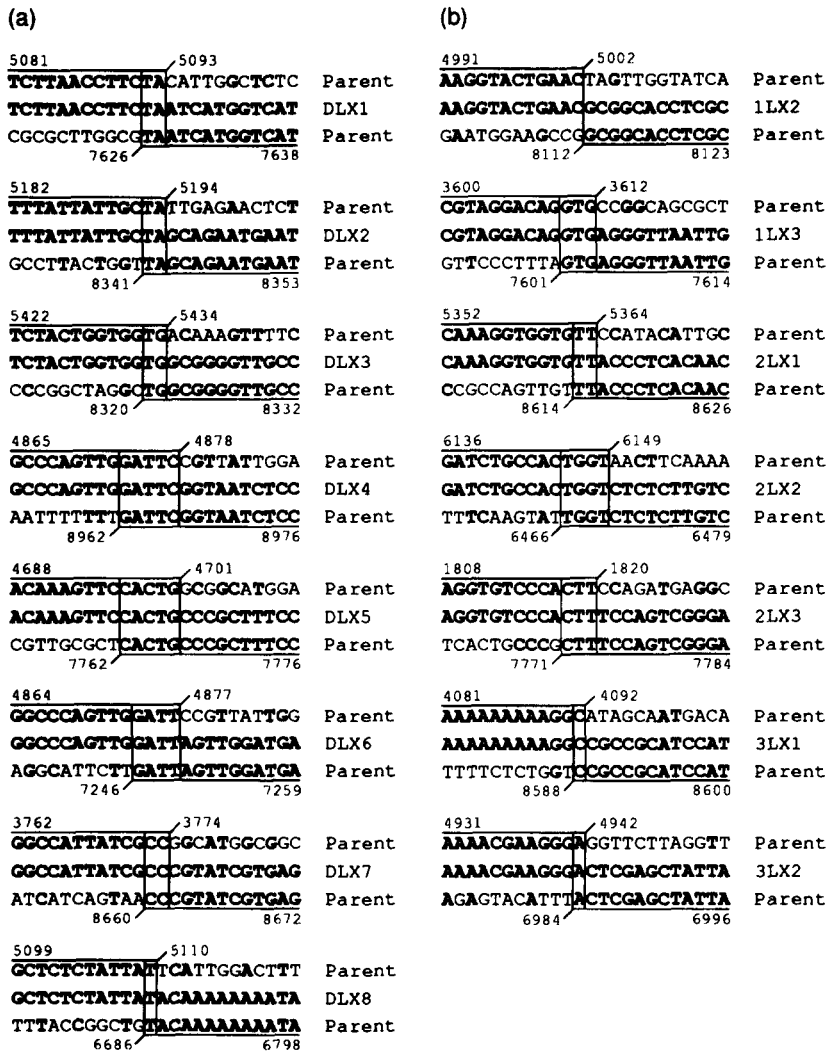 (a)
5081 5093
TCTTAACCTTCTACATTGGCTCTC Parent
TCTTAACCTTCTAATCATGGTCAT DLX1
CGCGCTTGGCGTAATCATGGTCAT Parent
7626 7638
5182 5194
TTTATTATTGCTATTGAGAACTCT Parent
TTTATTATTGCTAGCAGAATGAAT DLX2
GCCTTACTGGTTAGCAGAATGAAT Parent
8341 8353
5422 5434
TCTACTGGTGGTGACAAAGTTTTC Parent
TCTACTGGTGGTGGCGGGGTTGCC DLX3
CCCGGCTAGGCTGGCGGGGTTGCC Parent
8320 8332
4865 4878
GCCCAGTTGGATTCCGTTATTGGA Parent
GCCCAGTTGGATTCGGTAATCTCC DLX4
AATTTTTTTGATTCGGTAATCTCC Parent
8962 8976
4688 4701
ACAAAGTTCCACTGGCGGCATGGA Parent
ACAAAGTTCCACTGCCCGCTTTCC DLX5
CGTTGCGCTCACTGCCCGCTTTCC Parent
7762 7776
4864 4877
GGCCCAGTTGGATTCCGTTATTGG Parent
GGCCCAGTTGGATTAGTTGGATGA DLX6
AGGCATTCTTGATTAGTTGGATGA Parent
7246 7259
3762 3774
GGCCATTATCGCCGGCATGGCGGC Parent
GGCCATTATCGCCCGTATCGTGAG DLX7
ATCATCAGTAACCCGTATCGTGAG Parent
8660 8672
5099 5110
GCTCTCTATTATTCATTGGACTTT Parent
GCTCTCTATTATACAAAAAAAATA DLX8
TTTACCGGCTGTACAAAAAAAATA Parent
6686 6798
(b)
4991 5002
AAGGTACTGAACTAGTTGGTATCA Parent
AAGGTACTGAACGCGGCACCTCGC 1LX2
GAATGGAAGCCGGCGGCACCTCGC Parent
8112 8123
3600 3612
CGTAGGACAGGTGCCGGCAGCGCT Parent
CGTAGGACAGGTGAGGGTTAATTG 1LX3
GTTCCCTTTAGTGAGGGTTAATTG Parent
7601 7614
5352 5364
CAAAGGTGGTGTTCCATACATTGC Parent
CAAAGGTGGTGTTACCCTCACAAC 2LX1
CCGCCAGTTGTTTACCCTCACAAC Parent
8614 8626
6136 6149
GATCTGCCACTGGTAACTTCAAAA Parent
GATCTGCCACTGGTCTCTCTTGTC 2LX2
TTTCAAGTATTGGTCTCTCTTGTC Parent
6466 6479
1808 1820
AGGTGTCCCACTTCCAGATGAGGC Parent
AGGTGTCCCACTTTCCAGTCGGGA 2LX3
TCACTGCCCGCTTTCCAGTCGGGA Parent
7771 7784
4081 4092
AAAAAAAAAGGCATAGCAATGACA Parent
AAAAAAAAAGGCCGCCGCATCCAT 3LX1
TTTTCTCTGGTCCGCCGCATCCAT Parent
8588 8600
4931 4942
AAAACGAAGGGAGGTTCTTAGGTT Parent
AAAACGAAGGGACTCGAGCTATTA 3LX2
AGAGTACATTTACTCGAGCTATTA Parent
6984 6996